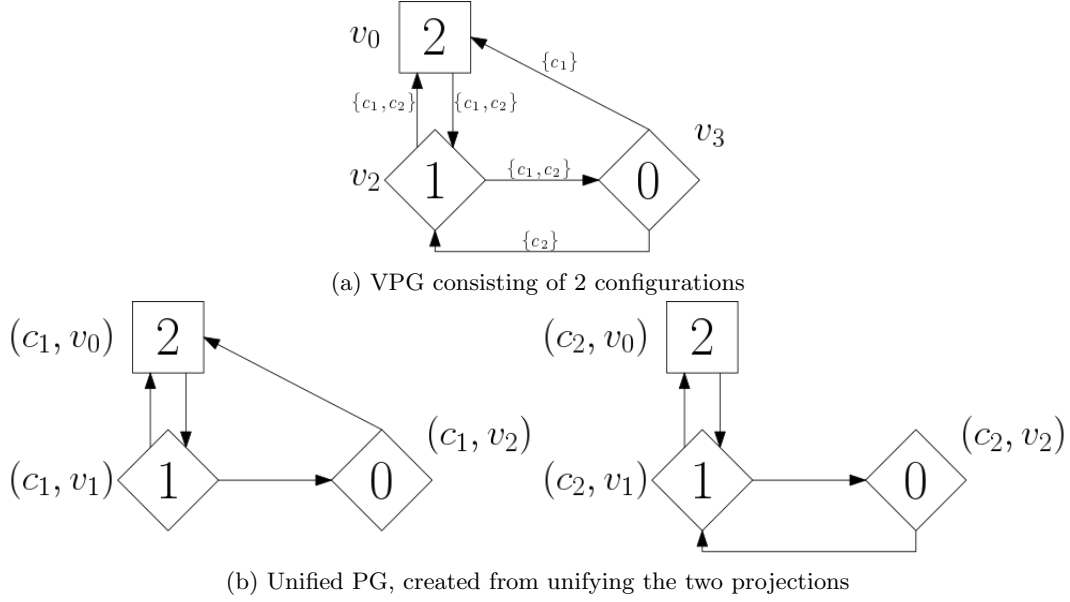 v₀ 2
{c₁}
{c₁, c₂} {c₁, c₂}
v₃
v₂ 1 {c₁, c₂} 0
{c₂}
(a) VPG consisting of 2 configurations
(c₁, v₀) 2 (c₂, v₀) 2
(c₁, v₂) (c₂, v₂)
(c₁, v₁) 1 0 (c₂, v₁) 1 0
(b) Unified PG, created from unifying the two projections